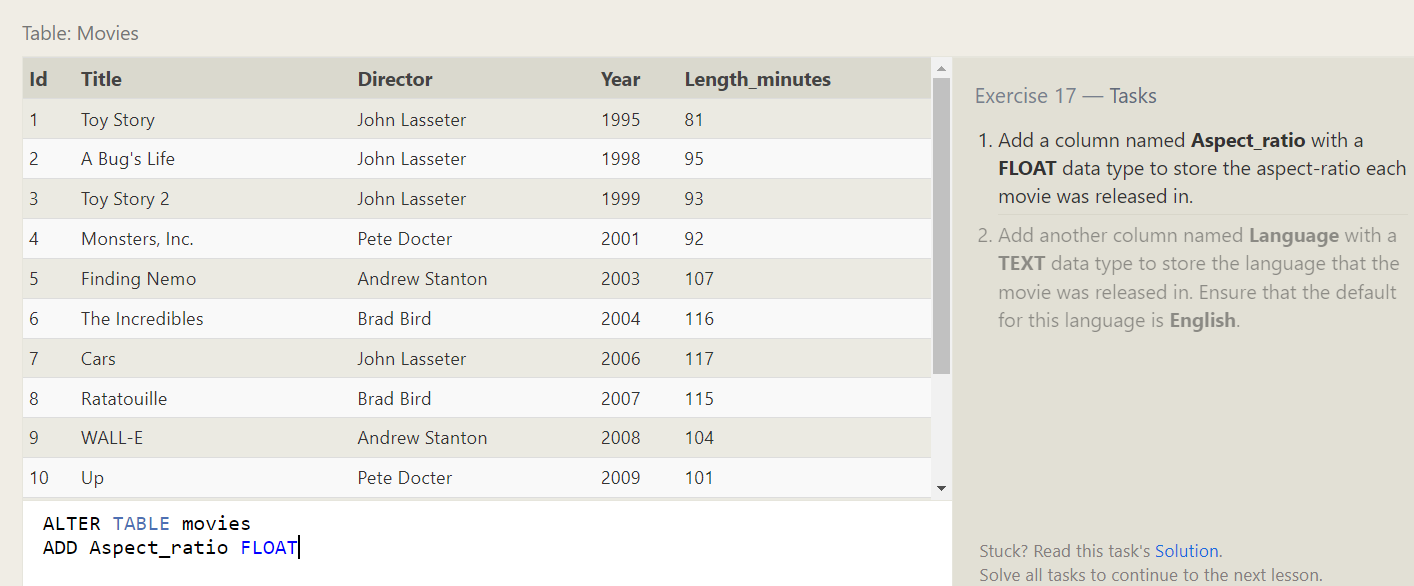 Table: Movies
Id Title Director Year Length_minutes
1 Toy Story John Lasseter 1995 81
2 A Bug's Life John Lasseter 1998 95
3 Toy Story 2 John Lasseter 1999 93
4 Monsters, Inc. Pete Docter 2001 92
5 Finding Nemo Andrew Stanton 2003 107
6 The Incredibles Brad Bird 2004 116
7 Cars John Lasseter 2006 117
8 Ratatouille Brad Bird 2007 115
9 WALL-E Andrew Stanton 2008 104
10 Up Pete Docter 2009 101
ALTER TABLE movies
ADD Aspect_ratio FLOAT
Exercise 17 — Tasks
1. Add a column named Aspect_ratio with a
FLOAT data type to store the aspect-ratio each
movie was released in.
2. Add another column named Language with a
TEXT data type to store the language that the
movie was released in. Ensure that the default
for this language is English.
Stuck? Read this task's Solution.
Solve all tasks to continue to the next lesson.